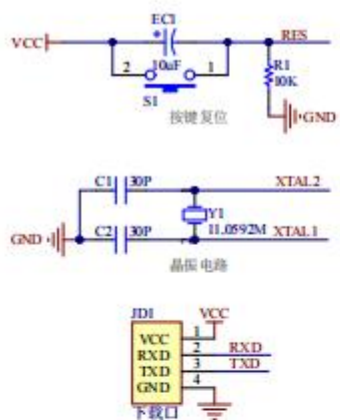 EC1
VCC
RES
10uF
2
1
R1
10K
S1
GND
按键复位
C1 30P
XTAL2
Y1
11.0592M
GND
C2 30P
XTAL1
晶振电路
JD1
VCC
VCC 1
RXD 2 RXD
TXD 3 TXD
GND 4
下载口